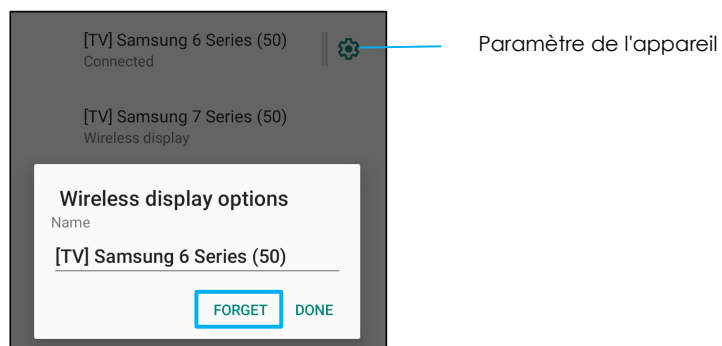 [TV] Samsung 6 Series (50)
Connected
Paramètre de l'appareil
[TV] Samsung 7 Series (50)
Wireless display
Wireless display options
Name
[TV] Samsung 6 Series (50)
FORGET DONE